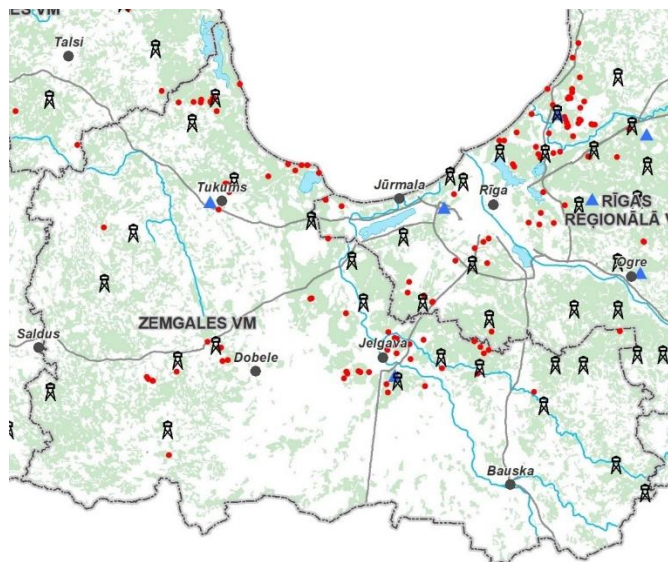 ES VM
Talsi
Tukums
Jūrmala
Rīga
RĪGAS
REĢIONĀLĀ V
Ogre
ZEMGALES VM
Saldus
Dobele
Jelgava
Bauska